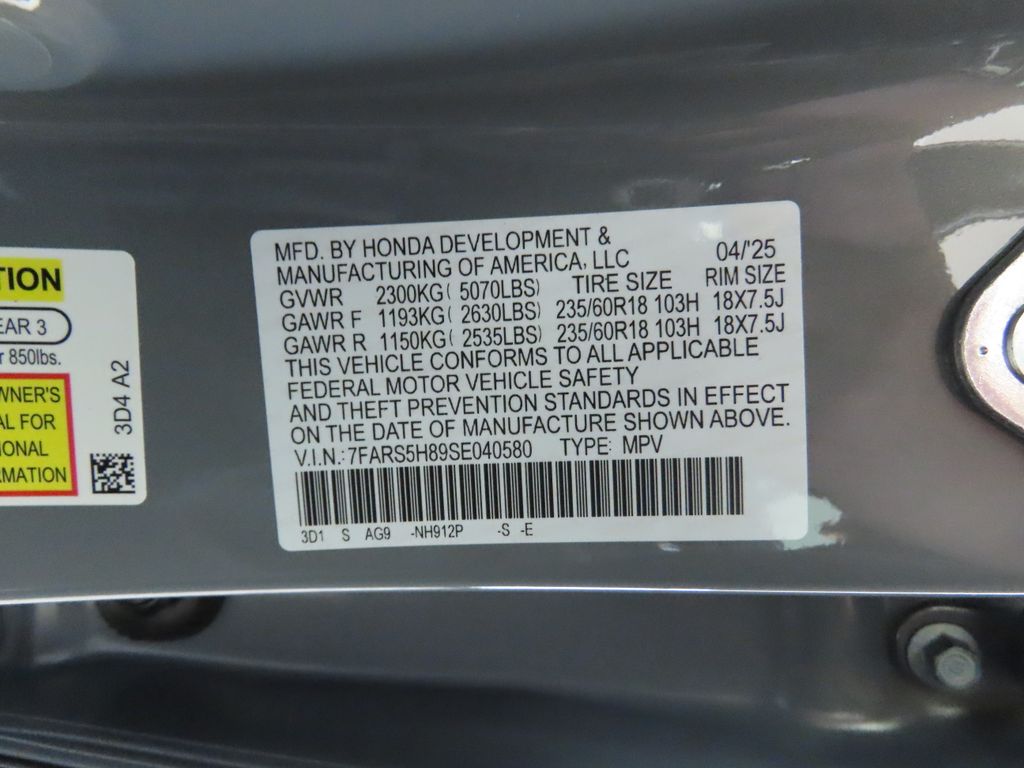 TION
EAR 3
r 850lbs.
WNER'S
AL FOR
IONAL
RMATION
3D4 A2
MFD. BY HONDA DEVELOPMENT &
MANUFACTURING OF AMERICA, LLC 04/'25
GVWR 2300KG( 5070LBS) TIRE SIZE RIM SIZE
GAWR F 1193KG( 2630LBS) 235/60R18 103H 18X7.5J
GAWR R 1150KG( 2535LBS) 235/60R18 103H 18X7.5J
THIS VEHICLE CONFORMS TO ALL APPLICABLE
FEDERAL MOTOR VEHICLE SAFETY
AND THEFT PREVENTION STANDARDS IN EFFECT
ON THE DATE OF MANUFACTURE SHOWN ABOVE.
V.I.N.:7FARS5H89SE040580 TYPE: MPV
3D1 S AG9 -NH912P -S -E